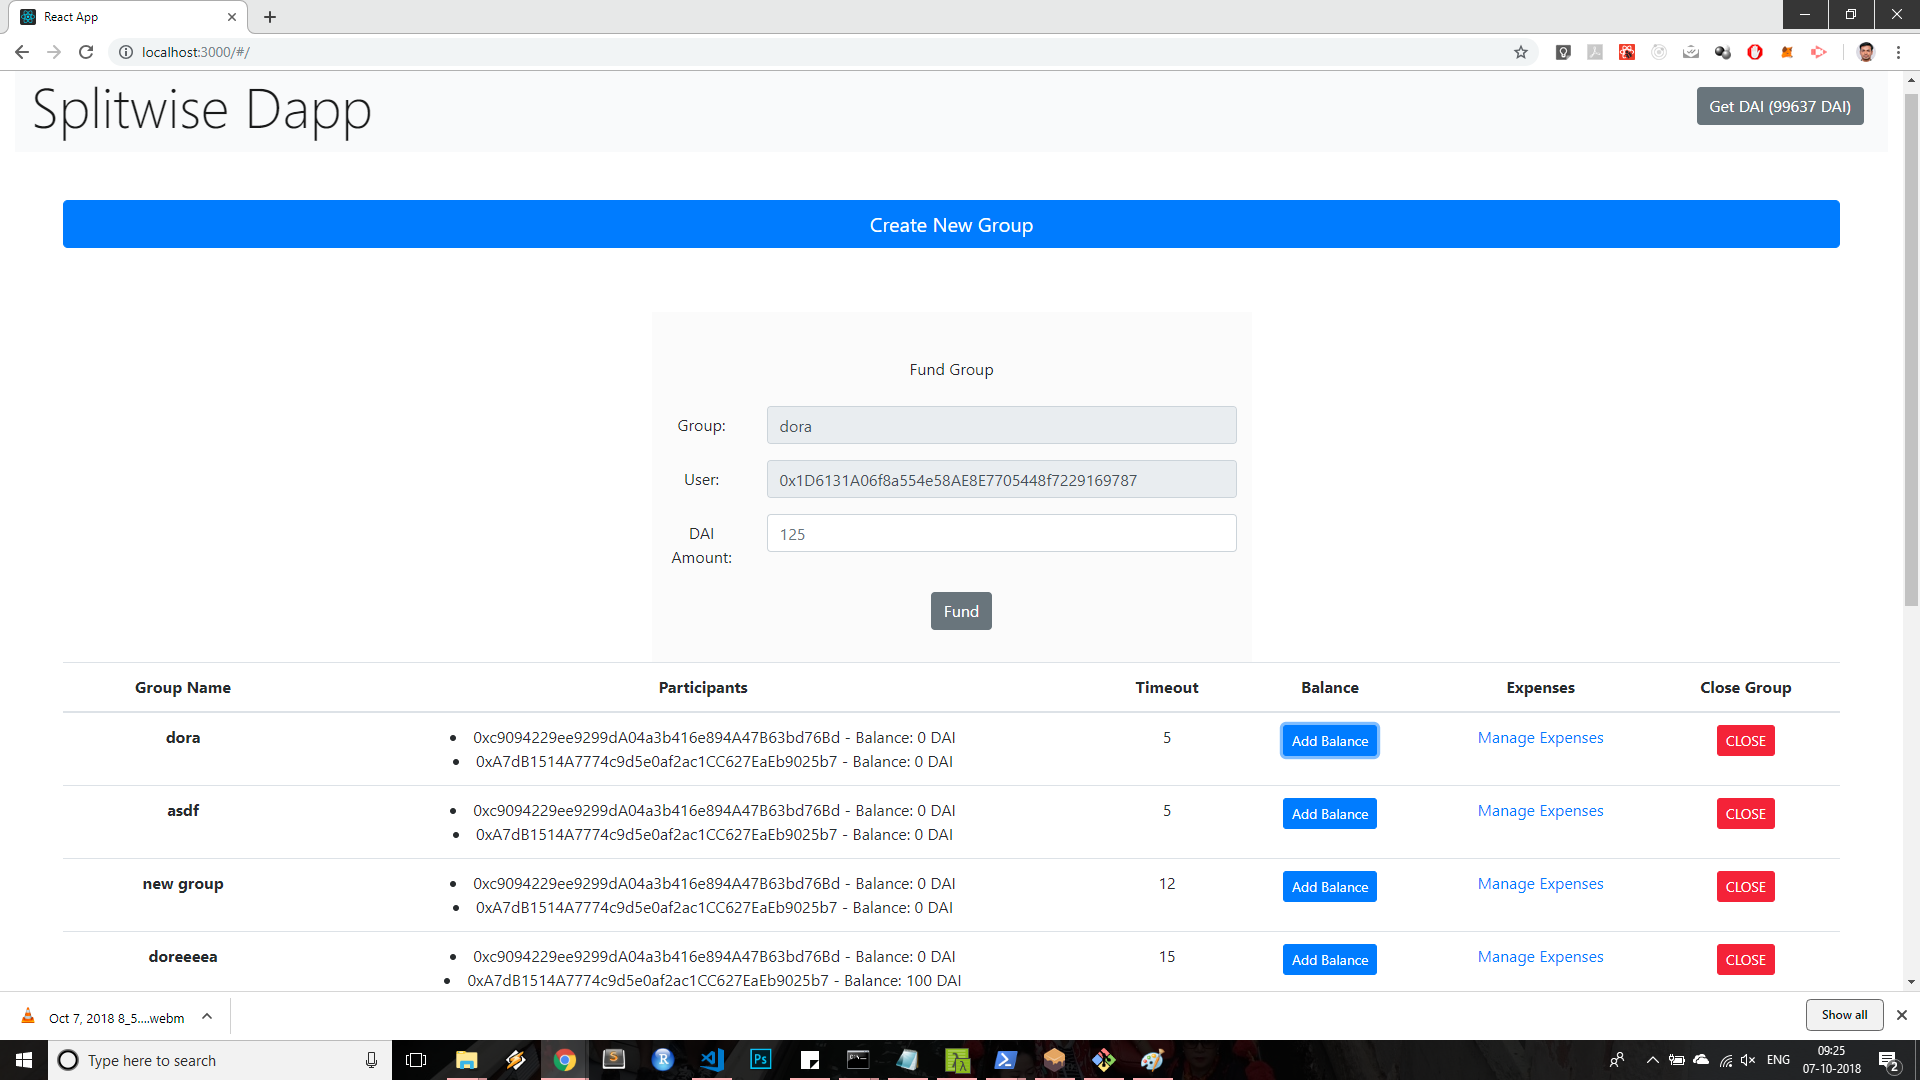 React App
localhost:3000/#/
Splitwise Dapp
Get DAI (99637 DAI)
Create New Group
Fund Group
Group:
dora
User:
0x1D6131A06f8a554e58AE8E7705448f7229169787
DAI Amount:
125
Fund
Group Name Participants Timeout Balance Expenses Close Group
dora
0xc9094229ee9299dA04a3b416e894A47B63bd76Bd - Balance: 0 DAI
0xA7dB1514A7774c9d5e0af2ac1CC627EaEb9025b7 - Balance: 0 DAI
5 Add Balance Manage Expenses CLOSE
asdf
0xc9094229ee9299dA04a3b416e894A47B63bd76Bd - Balance: 0 DAI
0xA7dB1514A7774c9d5e0af2ac1CC627EaEb9025b7 - Balance: 0 DAI
5 Add Balance Manage Expenses CLOSE
new group
0xc9094229ee9299dA04a3b416e894A47B63bd76Bd - Balance: 0 DAI
0xA7dB1514A7774c9d5e0af2ac1CC627EaEb9025b7 - Balance: 0 DAI
12 Add Balance Manage Expenses CLOSE
doreeeea
0xc9094229ee9299dA04a3b416e894A47B63bd76Bd - Balance: 0 DAI
0xA7dB1514A7774c9d5e0af2ac1CC627EaEb9025b7 - Balance: 100 DAI
15 Add Balance Manage Expenses CLOSE
Oct 7, 2018 8_5....webm
Show all
Type here to search
S
R
Ps
ENG
09:25
07-10-2018
2